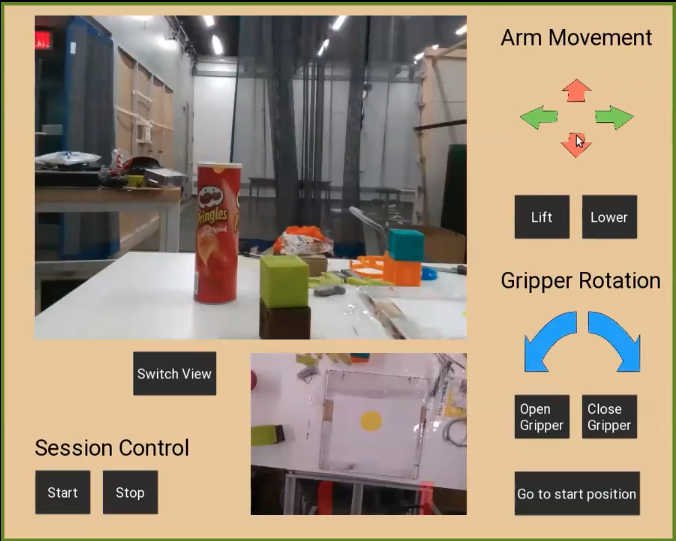 Arm Movement
Pringles
Original
Lift
Lower
Gripper Rotation
Switch View
Open
Gripper
Close
Gripper
Session Control
Start
Stop
Go to start position